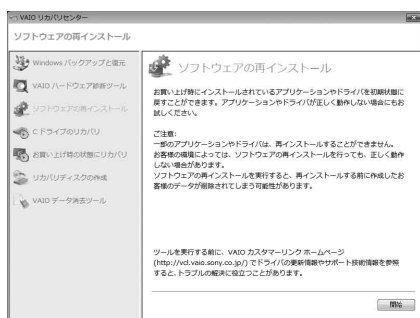 VAIO リカバリセンター
ソフトウェアの再インストール
Windows バックアップと復元
VAIO ハードウェア診断ツール
ソフトウェアの再インストール
C ドライブのリカバリ
お買い上げ時の状態にリカバリ
リカバリディスクの作成
VAIO データ消去ツール
ソフトウェアの再インストール
お買い上げ時にインストールされているアプリケーションやドライバを初期状態に
戻すことができます。アプリケーションやドライバが正しく動作しない場合にもお
試しください。
ご注意:
一部のアプリケーションやドライバは、再インストールすることができません。
お客様の環境によっては、ソフトウェアの再インストールを行っても、正しく動作
しない場合があります。
ソフトウェアの再インストールを実行すると、再インストールする前に作成したお
客様のデータが削除されてしまう可能性があります。
ツールを実行する前に、VAIO カスタマーリンク ホームページ
(http://vcl.vaio.sony.co.jp/) でドライバの更新情報やサポート技術情報を参照
すると、トラブルの解決に役立つことがあります。
開始